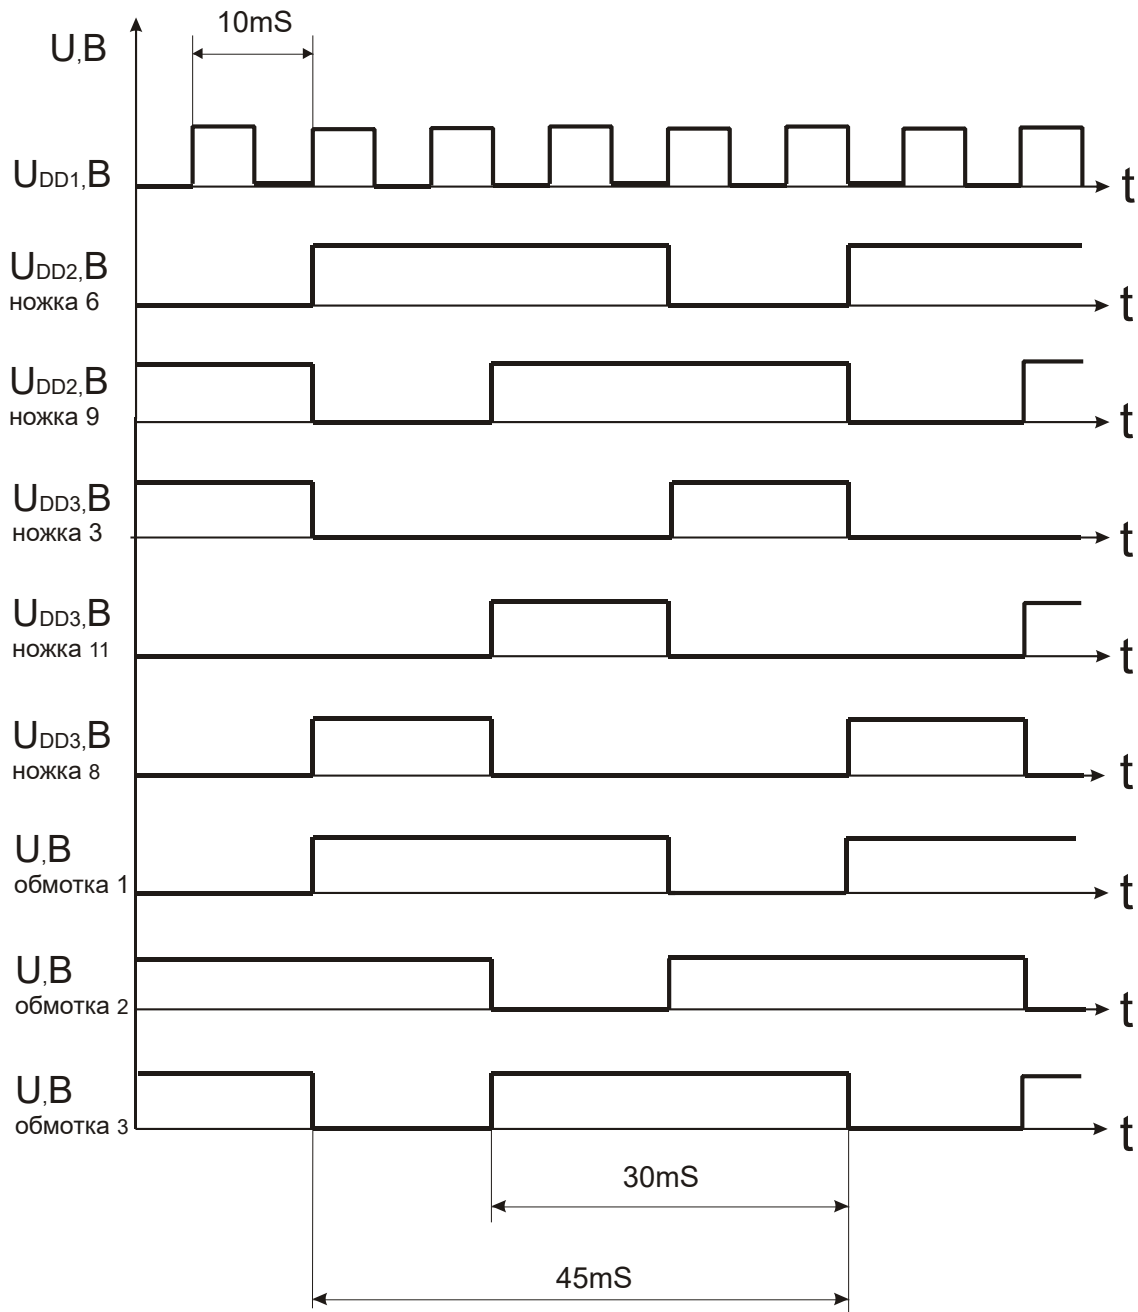 10mS
U,В
UDD1,В
t
UDD2,В
ножка 6
t
UDD2,В
ножка 9
t
UDD3,В
ножка 3
t
UDD3,В
ножка 11
t
UDD3,В
ножка 8
t
U,В
обмотка 1
t
U,В
обмотка 2
t
U,В
обмотка 3
t
30mS
45mS